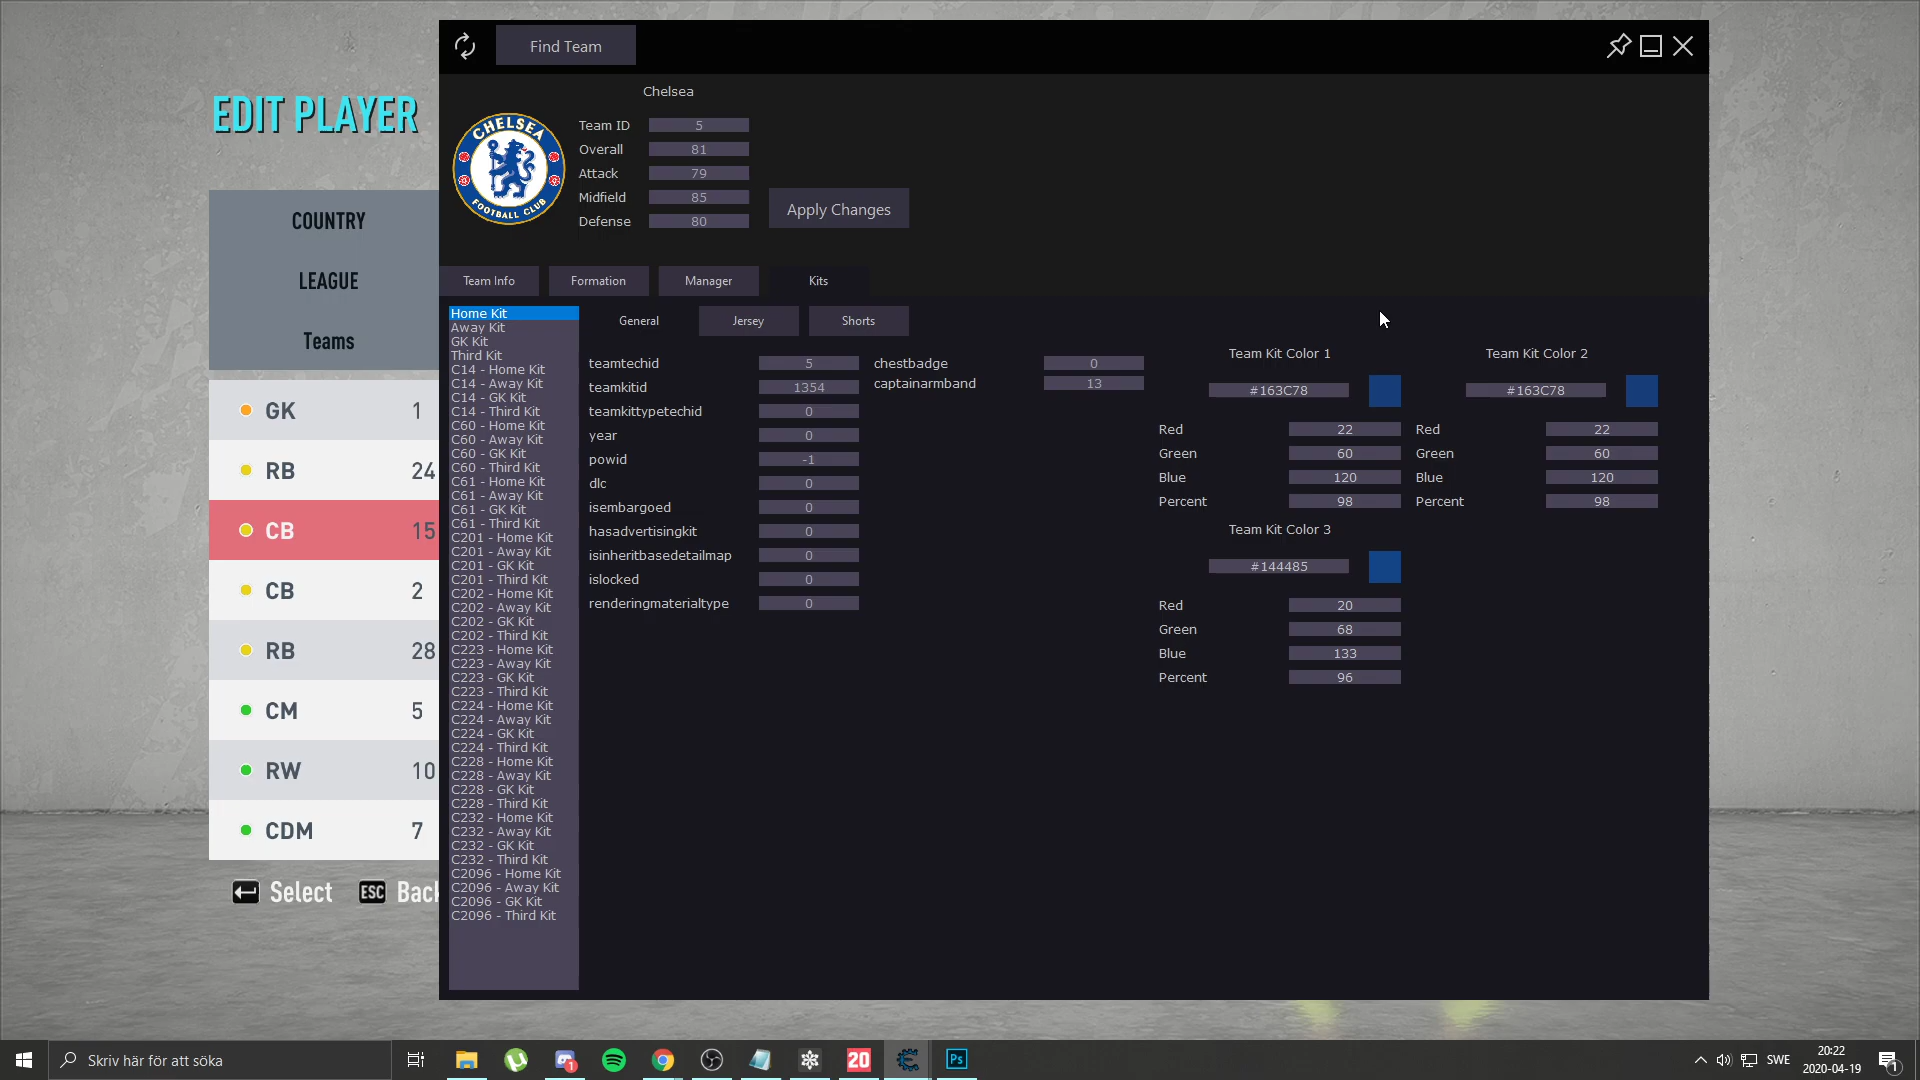 Find Team
EDIT PLAYER
COUNTRY
LEAGUE
Teams
GK 1
RB 24
CB 15
CB 2
RB 28
CM 5
RW 10
CDM 7
Select ESC Back
Chelsea
CHELSEA
FOOTBALL CLUB
Team ID 5
Overall 81
Attack 79
Midfield 85
Defense 80
Apply Changes
Team Info Formation Manager Kits
Home Kit
Away Kit
GK Kit
Third Kit
C14 - Home Kit
C14 - Away Kit
C14 - GK Kit
C14 - Third Kit
C60 - Home Kit
C60 - Away Kit
C60 - GK Kit
C60 - Third Kit
C61 - Home Kit
C61 - Away Kit
C61 - GK Kit
C61 - Third Kit
C201 - Home Kit
C201 - Away Kit
C201 - GK Kit
C201 - Third Kit
C202 - Home Kit
C202 - Away Kit
C202 - GK Kit
C202 - Third Kit
C223 - Home Kit
C223 - Away Kit
C223 - GK Kit
C223 - Third Kit
C224 - Home Kit
C224 - Away Kit
C224 - GK Kit
C224 - Third Kit
C228 - Home Kit
C228 - Away Kit
C228 - GK Kit
C228 - Third Kit
C232 - Home Kit
C232 - Away Kit
C232 - GK Kit
C232 - Third Kit
C2096 - Home Kit
C2096 - Away Kit
C2096 - GK Kit
C2096 - Third Kit
General Jersey Shorts
teamtechid 5
teamkitid 1354
teamkittypetechid 0
year 0
powid -1
dlc 0
isembargoed 0
hasadvertisingkit 0
isinheritbasedetailmap 0
islocked 0
renderingmaterialtype 0
chestbadge 0
captainarmband 13
Team Kit Color 1
#163C78
Red 22
Green 60
Blue 120
Percent 98
Team Kit Color 2
#163C78
Red 22
Green 60
Blue 120
Percent 98
Team Kit Color 3
#144485
Red 20
Green 68
Blue 133
Percent 96
Skriv här för att söka
1
20
Ps
SWE
20:22
2020-04-19
1